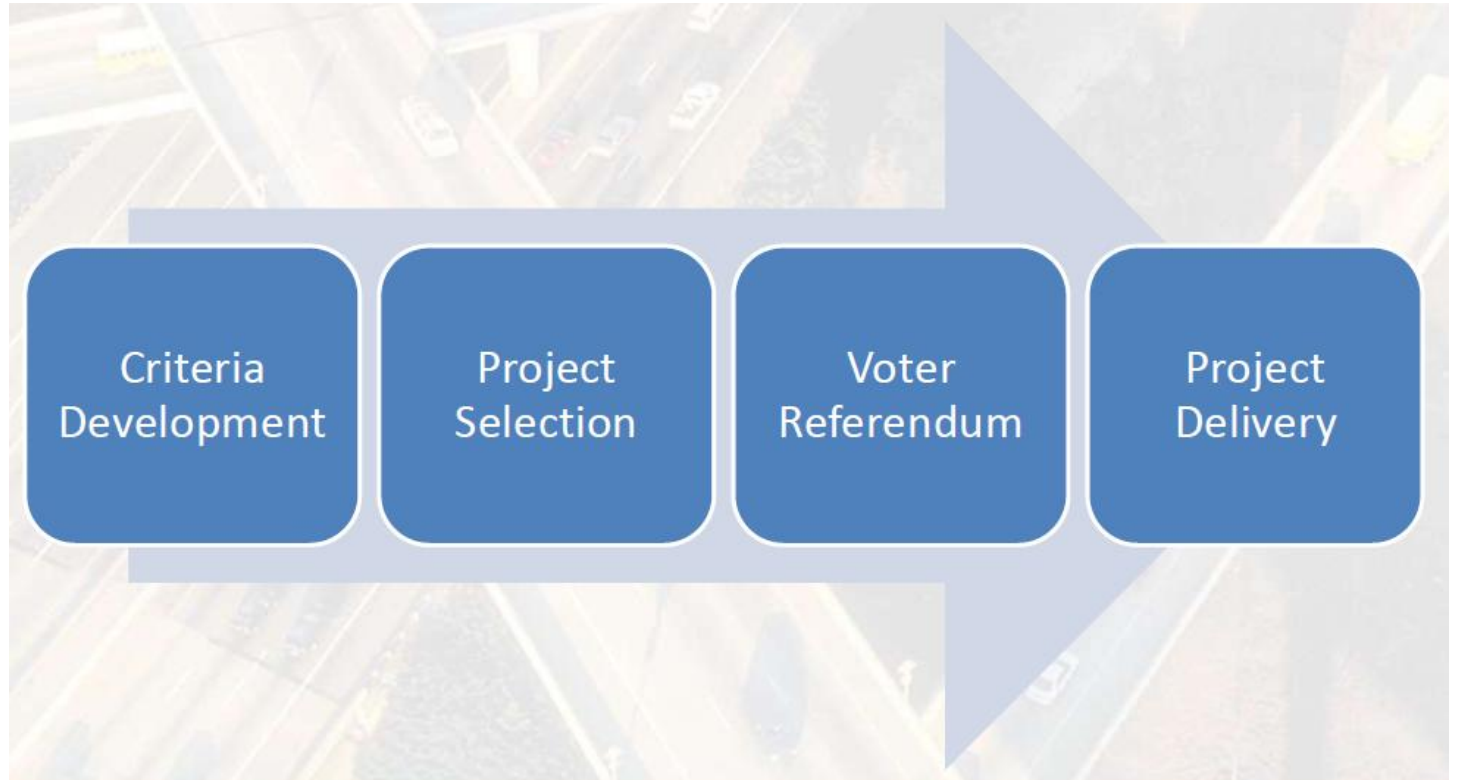 Criteria
Development
Project
Selection
Voter
Referendum
Project
Delivery